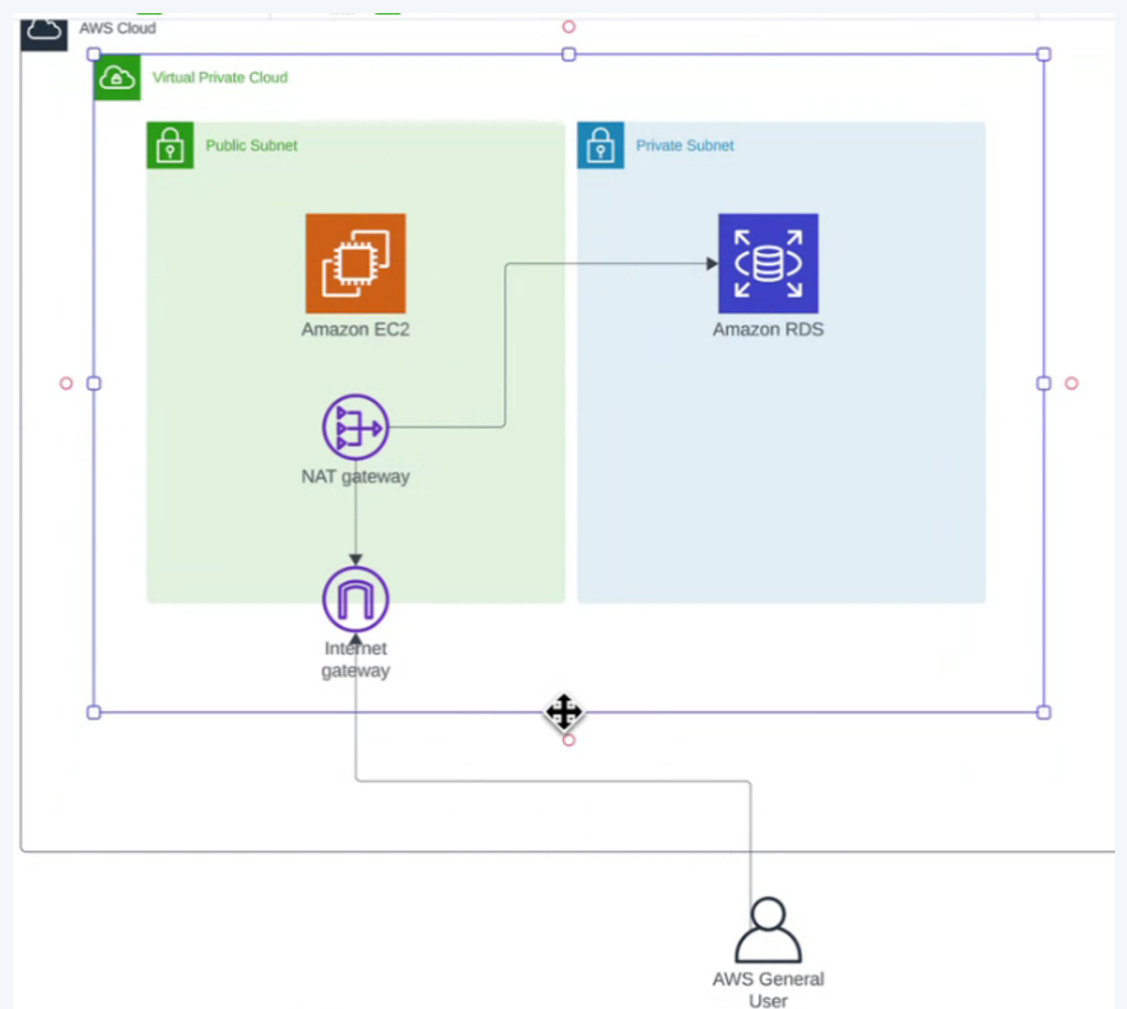 AWS Cloud
Virtual Private Cloud
Public Subnet
Private Subnet
Amazon EC2
Amazon RDS
NAT gateway
Internet
gateway
AWS General
User